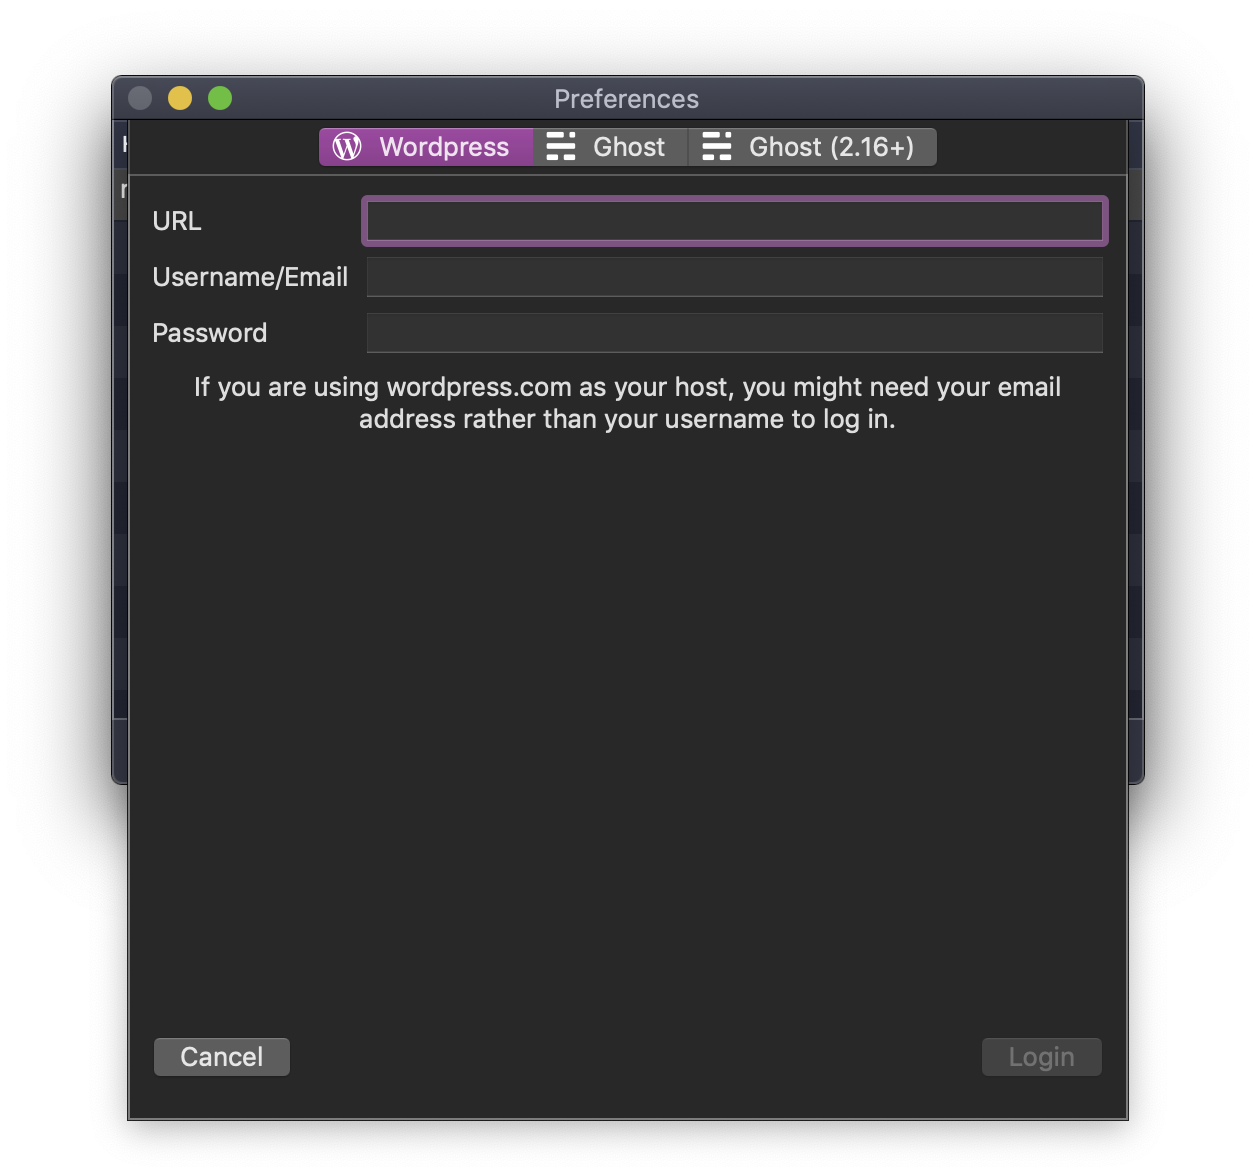 Preferences
Wordpress
Ghost
Ghost (2.16+)
URL
Username/Email
Password
If you are using wordpress.com as your host, you might need your email
address rather than your username to log in.
Cancel
Login